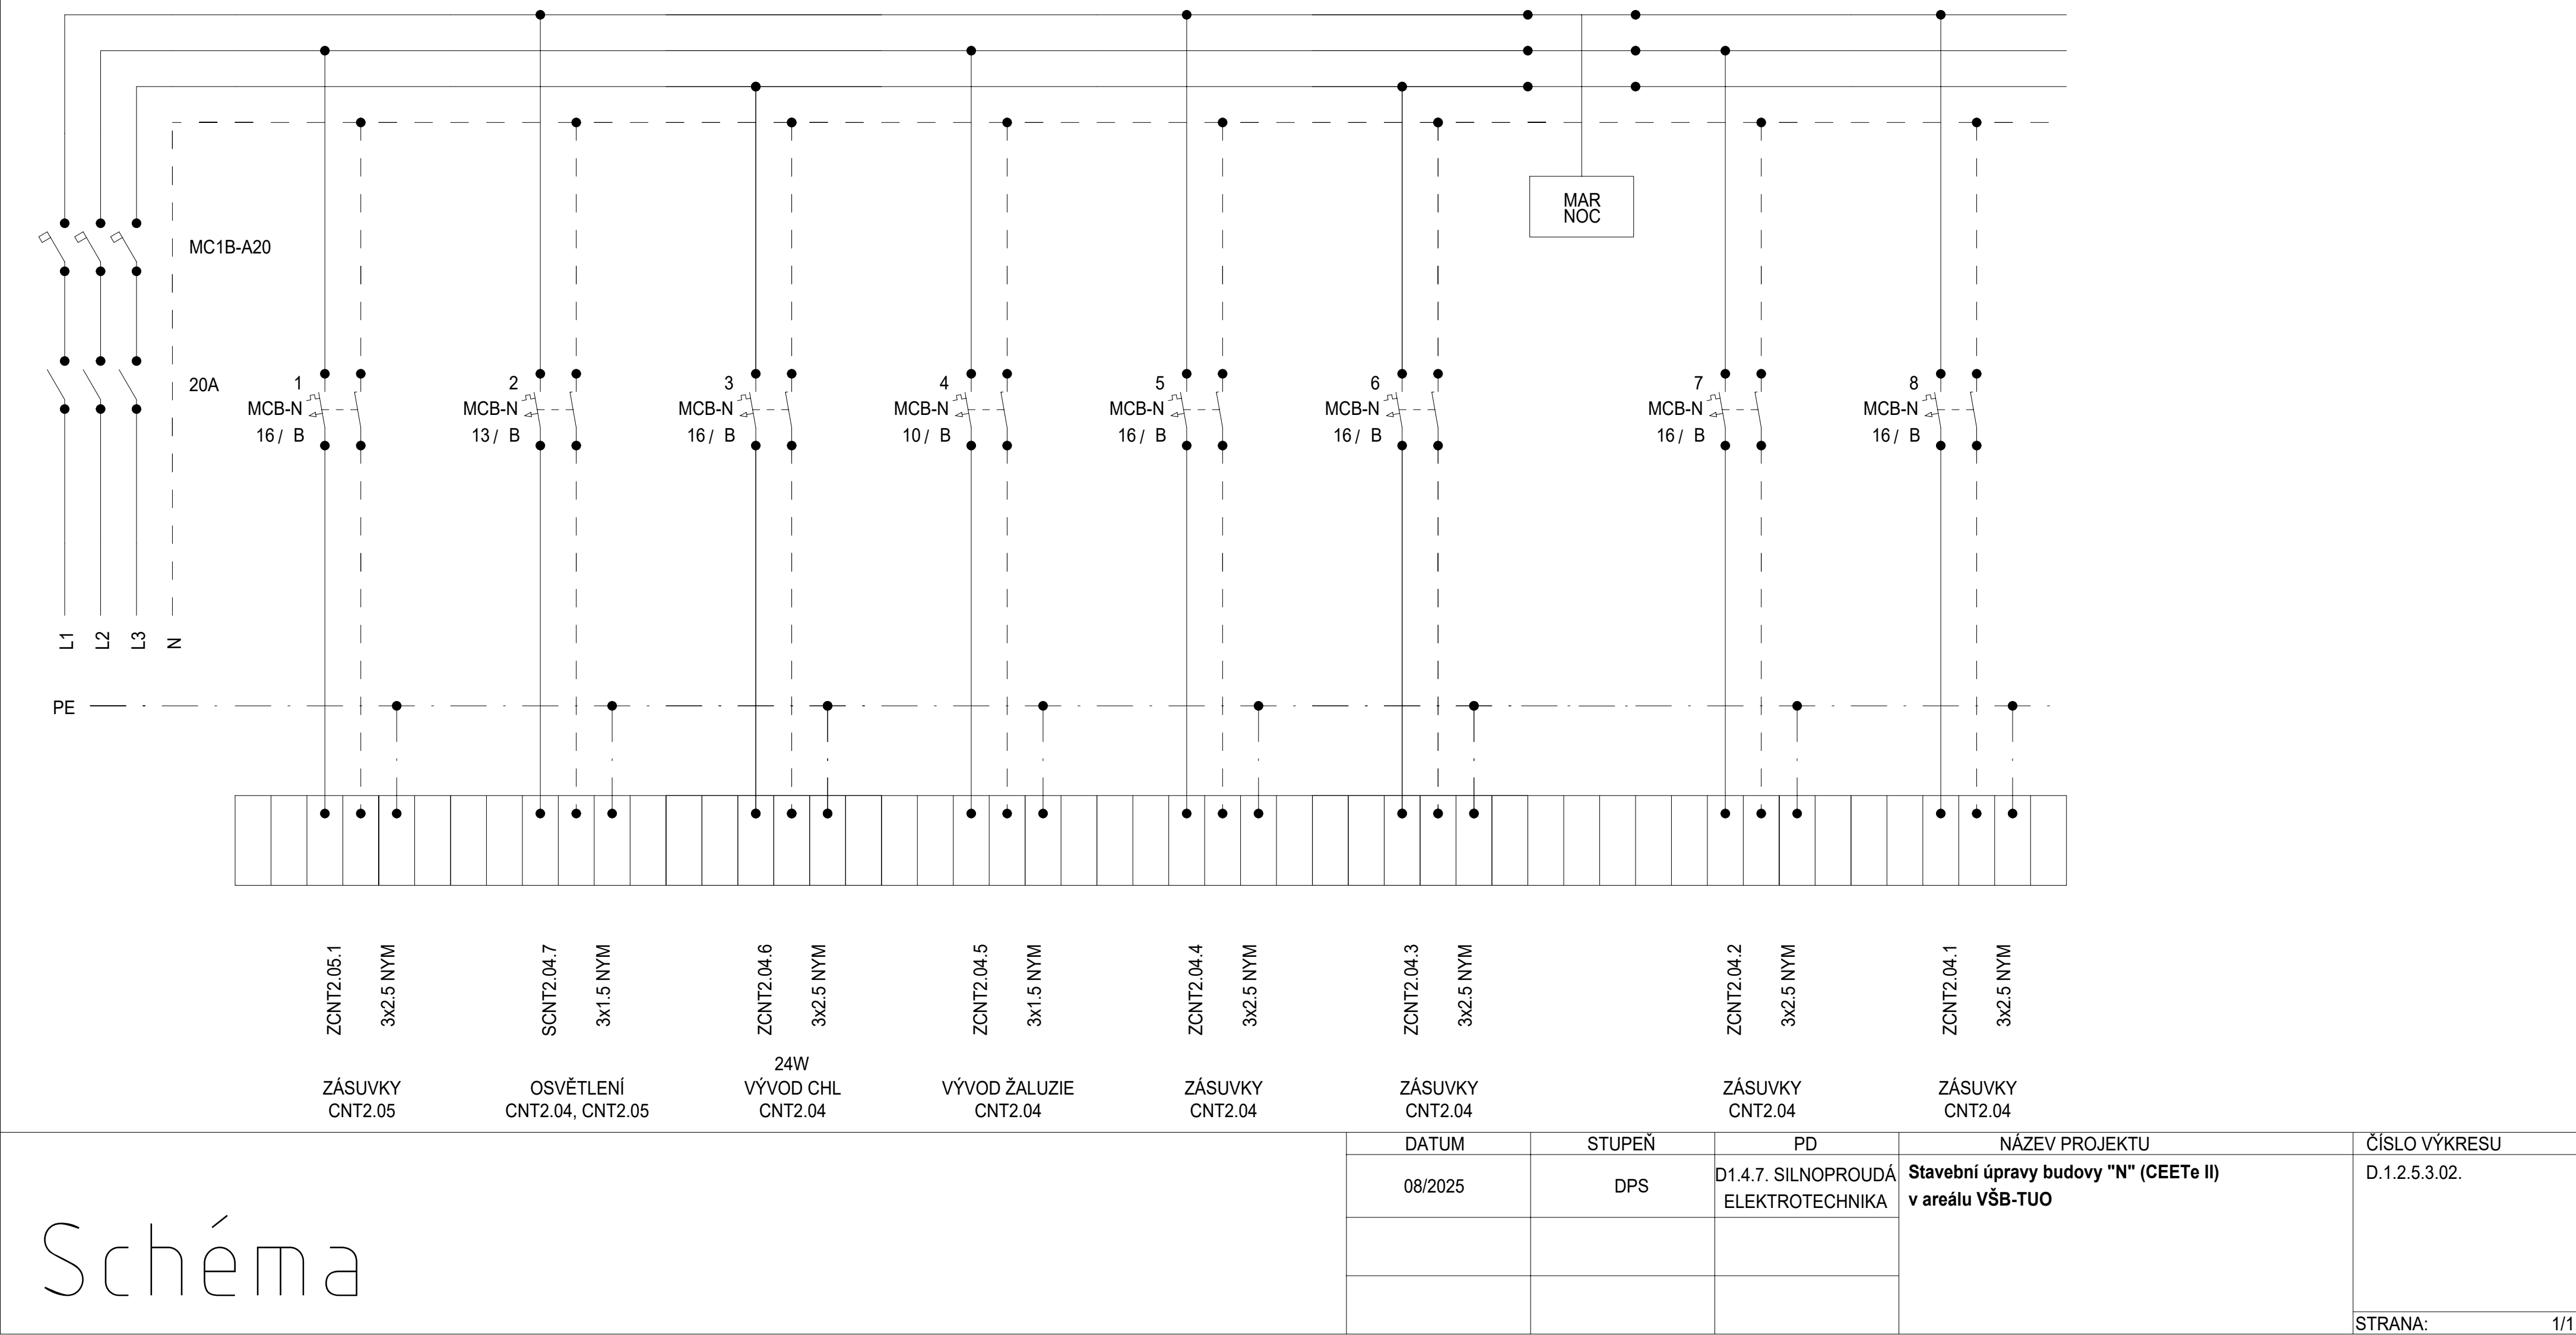 MAR
NOC
MC1B-A20
20A
1
MCB-N
16 / B
2
MCB-N
13 / B
3
MCB-N
16 / B
4
MCB-N
10 / B
5
MCB-N
16 / B
6
MCB-N
16 / B
7
MCB-N
16 / B
8
MCB-N
16 / B
L1
L2
L3
N
PE
ZCNT2.05.1
3x2.5 NYM
SCNT2.04.7
3x1.5 NYM
ZCNT2.04.6
3x2.5 NYM
ZCNT2.04.5
3x1.5 NYM
ZCNT2.04.4
3x2.5 NYM
ZCNT2.04.3
3x2.5 NYM
ZCNT2.04.2
3x2.5 NYM
ZCNT2.04.1
3x2.5 NYM
ZÁSUVKY
CNT2.05
OSVĚTLENÍ
CNT2.04, CNT2.05
24W
VÝVOD CHL
CNT2.04
VÝVOD ŽALUZIE
CNT2.04
ZÁSUVKY
CNT2.04
ZÁSUVKY
CNT2.04
ZÁSUVKY
CNT2.04
ZÁSUVKY
CNT2.04
Schéma
DATUM
08/2025
STUPEŇ
DPS
PD
D1.4.7. SILNOPROUDÁ
ELEKTROTECHNIKA
NÁZEV PROJEKTU
Stavební úpravy budovy "N" (CEETe II)
v areálu VŠB-TUO
ČÍSLO VÝKRESU
D.1.2.5.3.02.
STRANA: 1/1